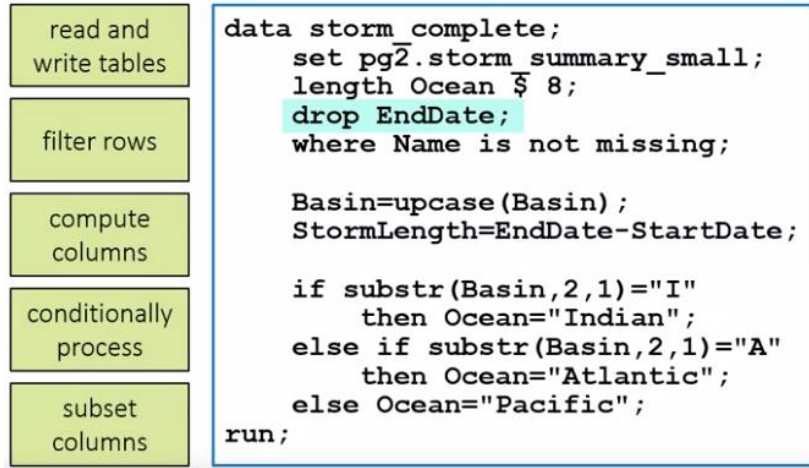 read and
write tables
filter rows
compute
columns
conditionally
process
subset
columns
data storm_complete;
set pg2.storm_summary_small;
length Ocean $ 8;
drop EndDate;
where Name is not missing;
Basin=upcase(Basin);
StormLength=EndDate-StartDate;
if substr(Basin,2,1)="I"
then Ocean="Indian";
else if substr(Basin,2,1)="A"
then Ocean="Atlantic";
else Ocean="Pacific";
run;